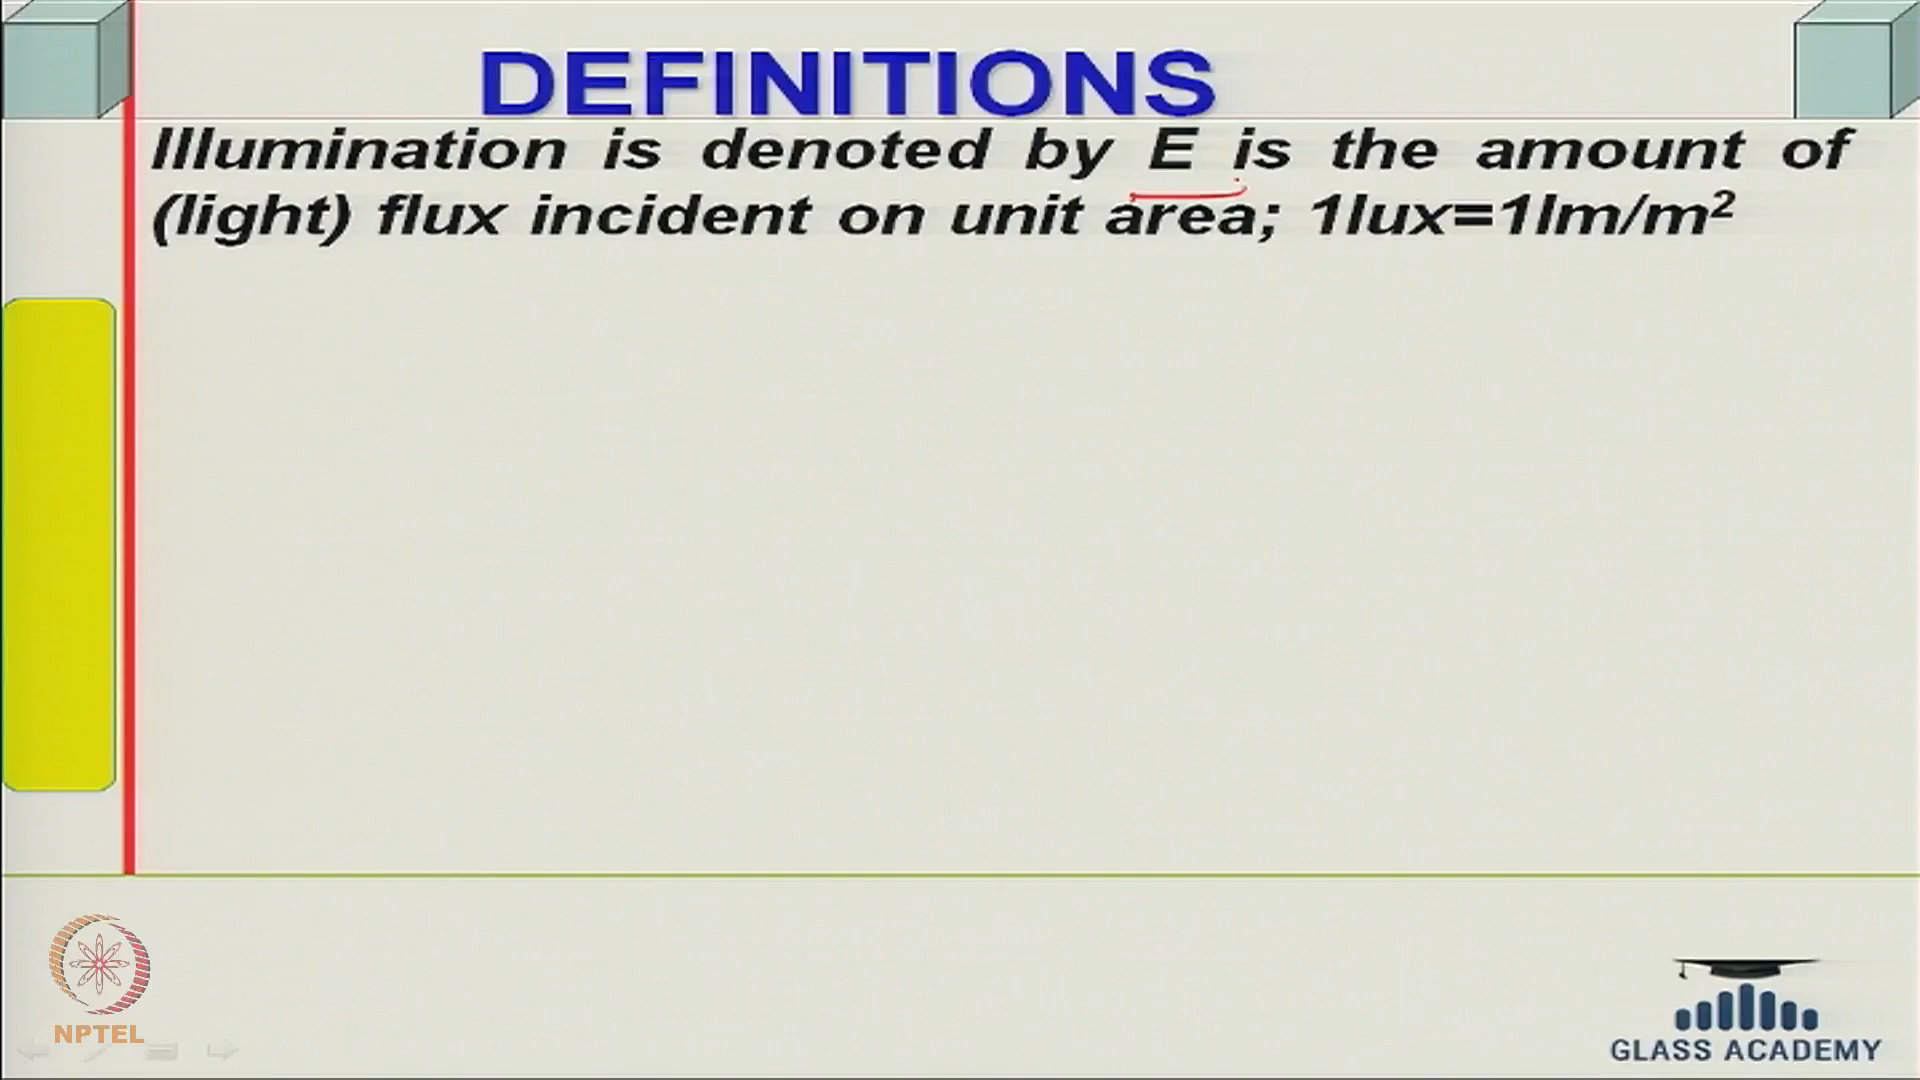 DEFINITIONS
Illumination is denoted by E is the amount of
(light) flux incident on unit area; 1lux=1lm/m²
NPTEL
GLASS ACADEMY